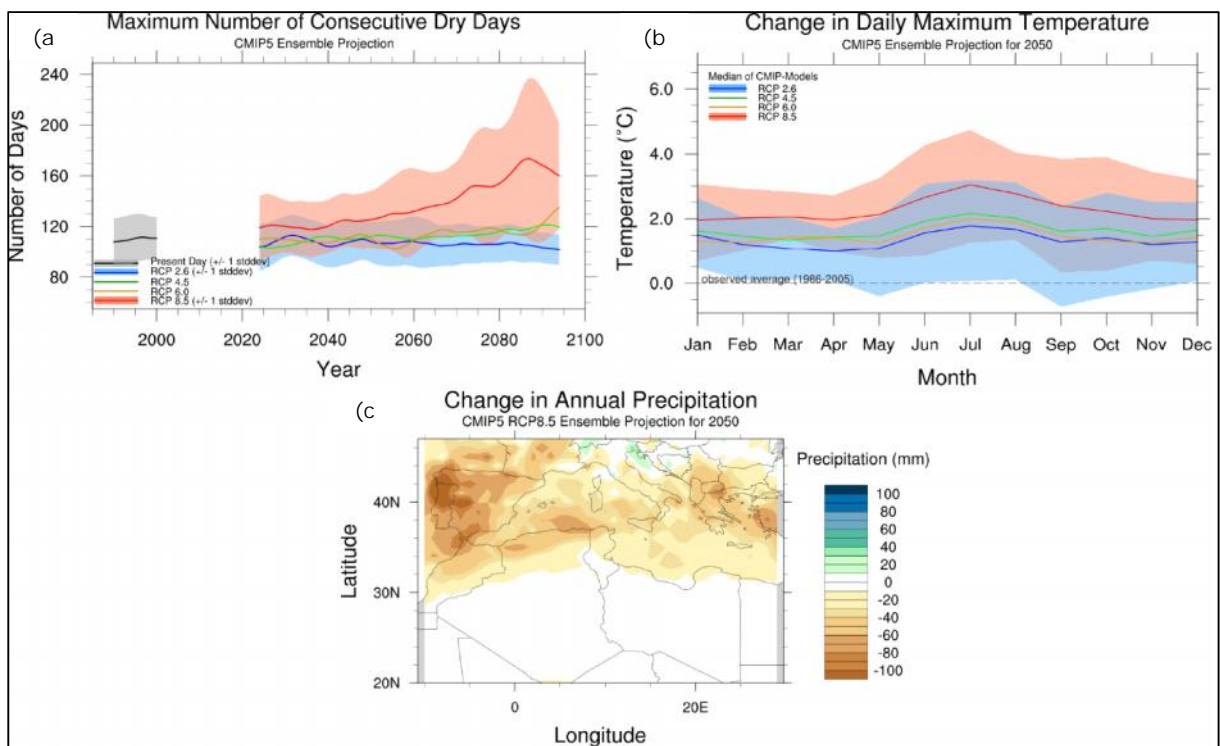 (a
Maximum Number of Consecutive Dry Days
CMIP5 Ensemble Projection
Number of Days
240
200
160
120
80
Present Day (+/- 1 stddev)
RCP 2.6 (+/- 1 stddev)
RCP 4.5
RCP 6.0
RCP 8.5 (+/- 1 stddev)
2000
2020
2040
2060
2080
2100
Year
(b
Change in Daily Maximum Temperature
CMIP5 Ensemble Projection for 2050
Temperature (°C)
6.0
4.0
2.0
0.0
Median of CMIP-Models
RCP 2.6
RCP 4.5
RCP 6.0
RCP 8.5
observed average (1986-2005)
Jan
Feb
Mar
Apr
May
Jun
Jul
Aug
Sep
Oct
Nov
Dec
Month
(c
Change in Annual Precipitation
CMIP5 RCP8.5 Ensemble Projection for 2050
Latitude
40N
30N
20N
0
20E
Longitude
Precipitation (mm)
100
80
60
40
20
0
-20
-40
-60
-80
-100